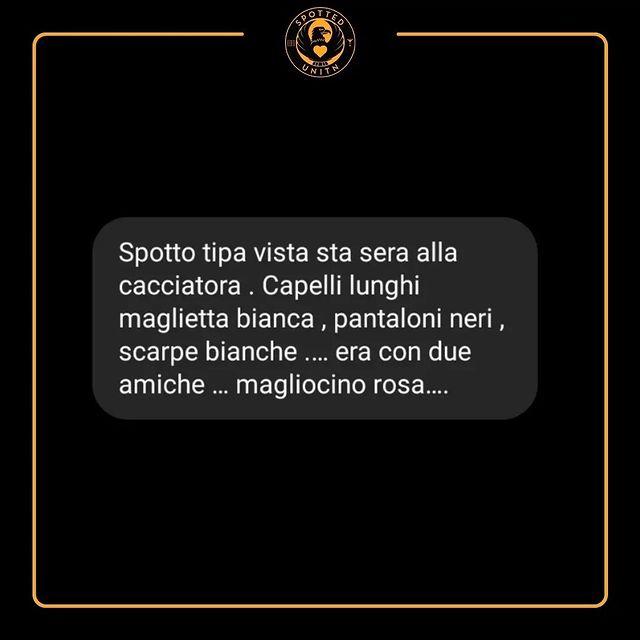 SPOTTED
UNITN
Spotto tipa vista sta sera alla
cacciatora . Capelli lunghi
maglietta bianca , pantaloni neri ,
scarpe bianche .... era con due
amiche ... magliocino rosa....